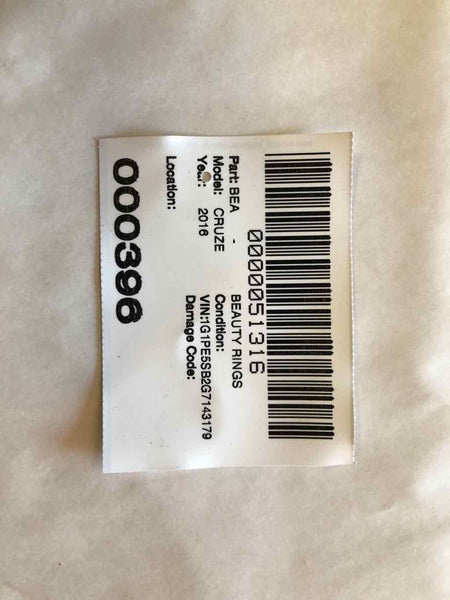 0000051316
Part: BEA - BEAUTY RINGS
Model: CRUZE Condition:
Year: 2016 VIN:1G1PE5SB2G7143179
Damage Code:
Location:
000396